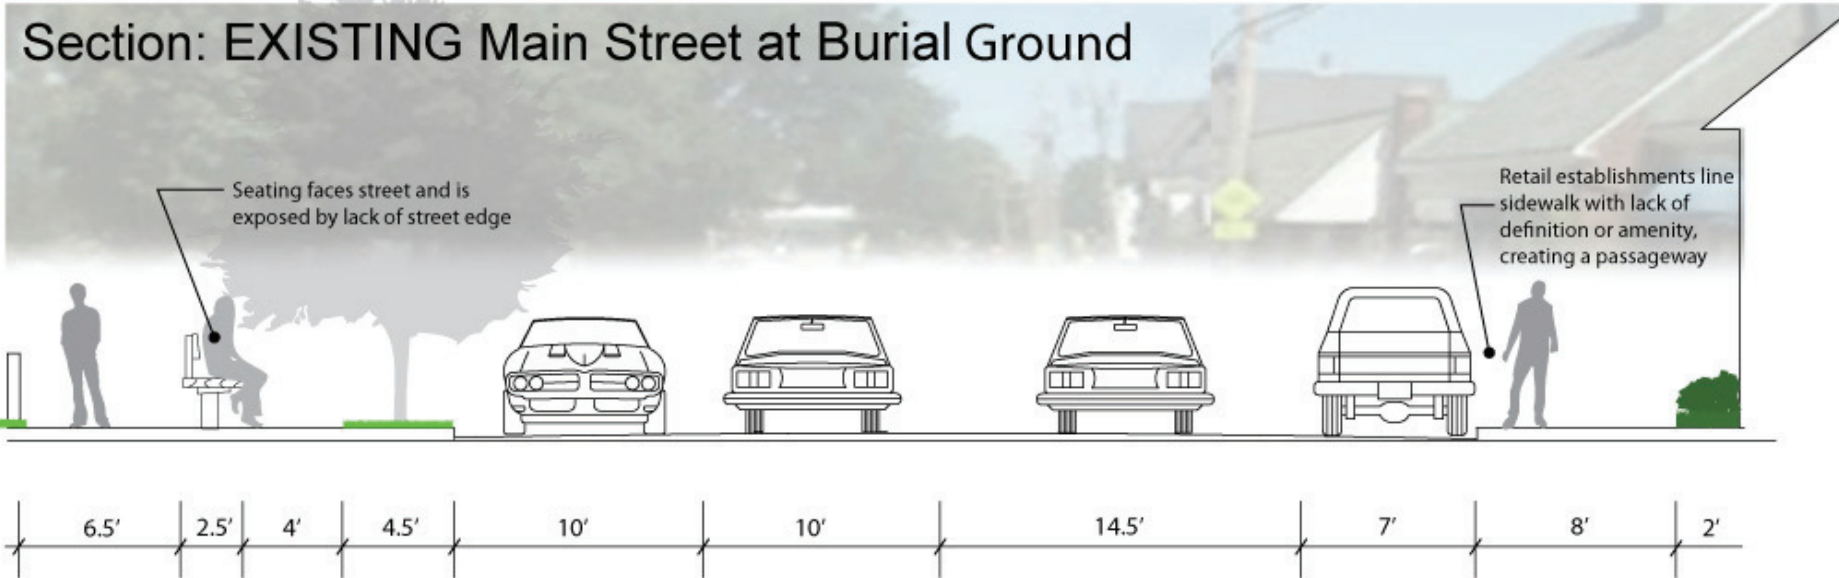 Section: EXISTING Main Street at Burial Ground
Seating faces street and is
exposed by lack of street edge
Retail establishments line
sidewalk with lack of
definition or amenity,
creating a passageway
6.5’ 2.5’ 4’ 4.5’ 10’ 10’ 14.5’ 7’ 8’ 2’